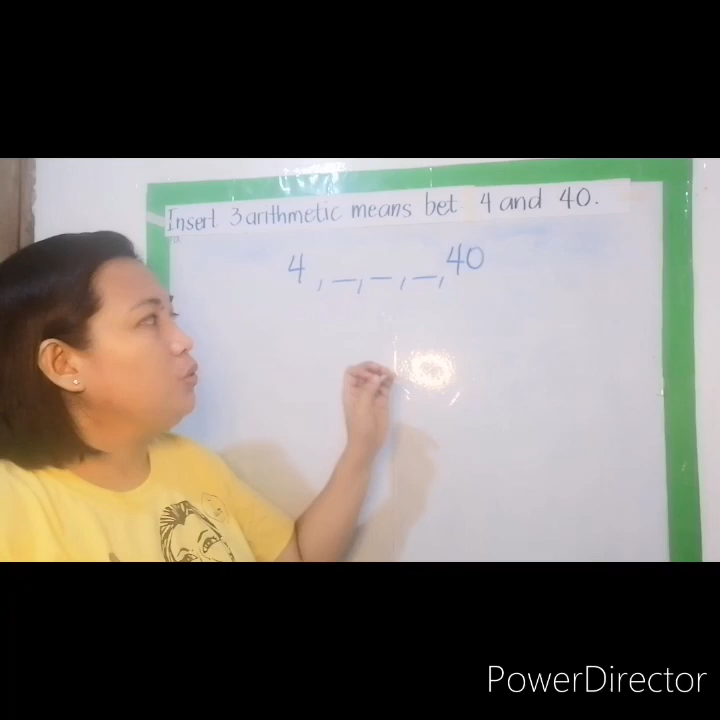 Insert 3 arithmetic means bet 4 and 40.
4 , _, _, _, 40
PowerDirector